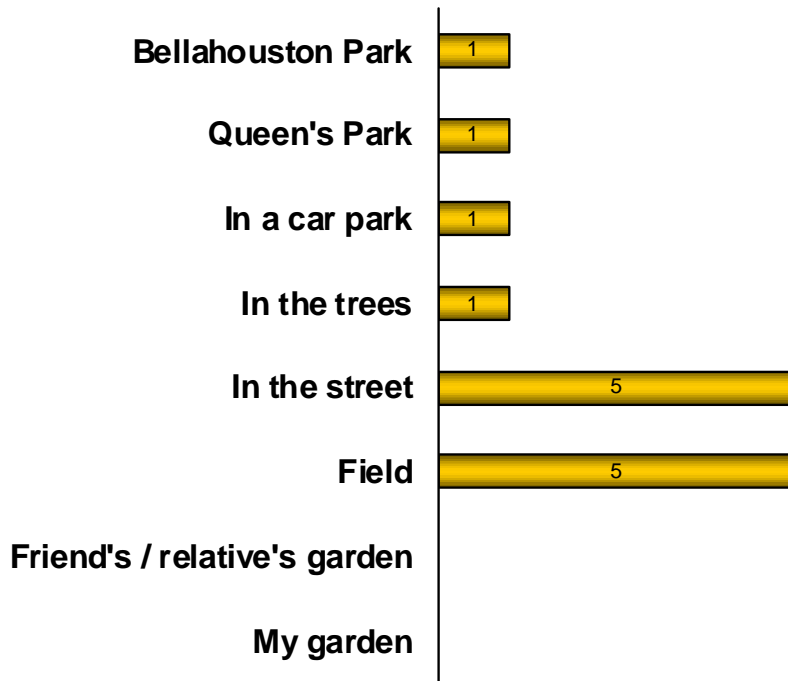 Bellahouston Park 1
Queen's Park 1
In a car park 1
In the trees 1
In the street 5
Field 5
Friend's / relative's garden
My garden